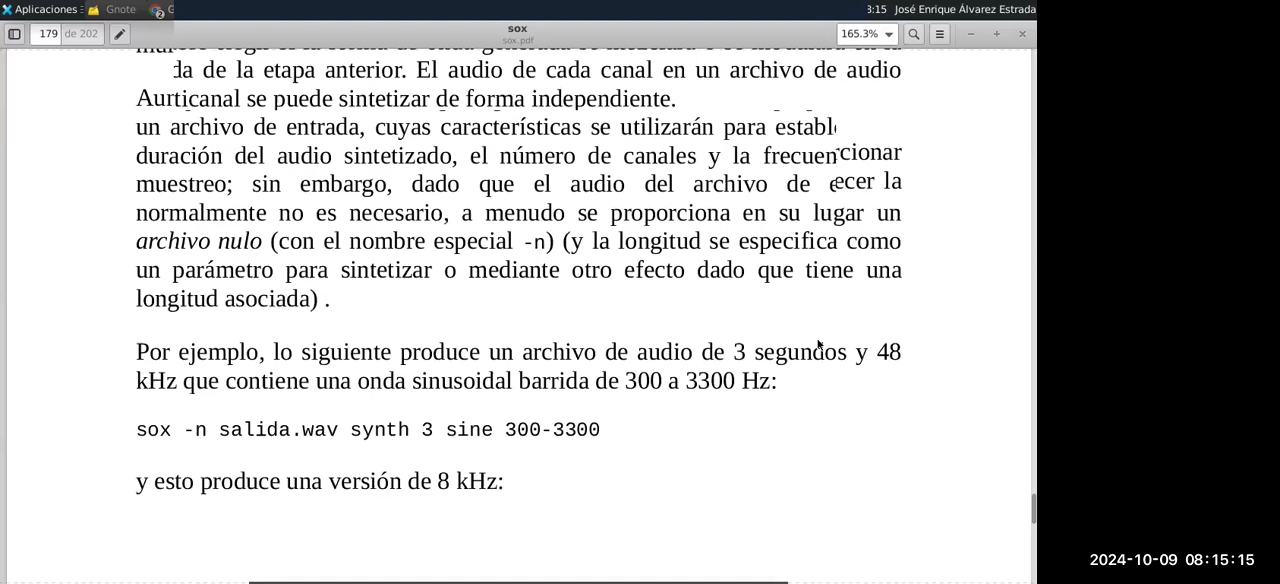 Aplicaciones Gnote
3:15 José Enrique Álvarez Estrada
179 de 202
sox
sox.pdf
165.3%
da de la etapa anterior. El audio de cada canal en un archivo de audio
canal se puede sintetizar de forma independiente.
un archivo de entrada, cuyas características se utilizarán para
duración del audio sintetizado, el número de canales y la
muestreo; sin embargo, dado que el audio del archivo de
normalmente no es necesario, a menudo se proporciona en su lugar un
archivo nulo (con el nombre especial -n) (y la longitud se especifica como
un parámetro para sintetizar o mediante otro efecto dado que tiene una
longitud asociada) .
Por ejemplo, lo siguiente produce un archivo de audio de 3 segundos y 48
kHz que contiene una onda sinusoidal barrida de 300 a 3300 Hz:
sox -n salida.wav synth 3 sine 300-3300
y esto produce una versión de 8 kHz:
2024-10-09 08:15:15